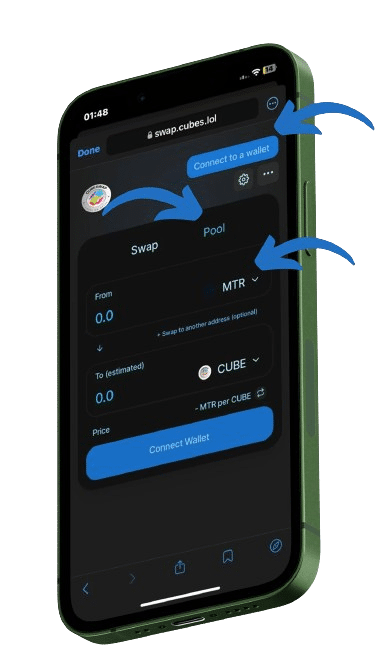 01:48
14
Done
swap.cubes.lol
Connect to a wallet
Swap
Pool
From
0.0
MTR
+ Swap to another address (optional)
To (estimated)
0.0
CUBE
Price
- MTR per CUBE
Connect Wallet